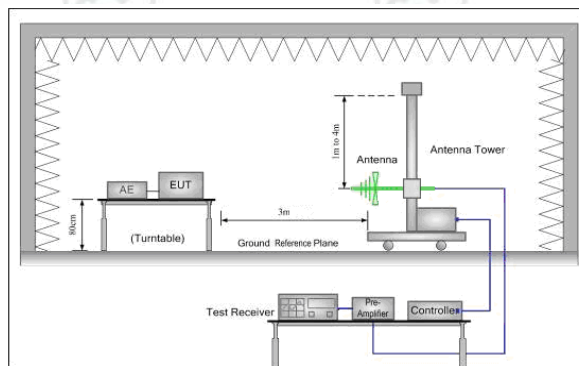 1m to 4m
Antenna
Antenna Tower
AE
EUT
80cm
(Turntable)
3m
Ground Reference Plane
Test Receiver
Pre-
Amplifier
Controller